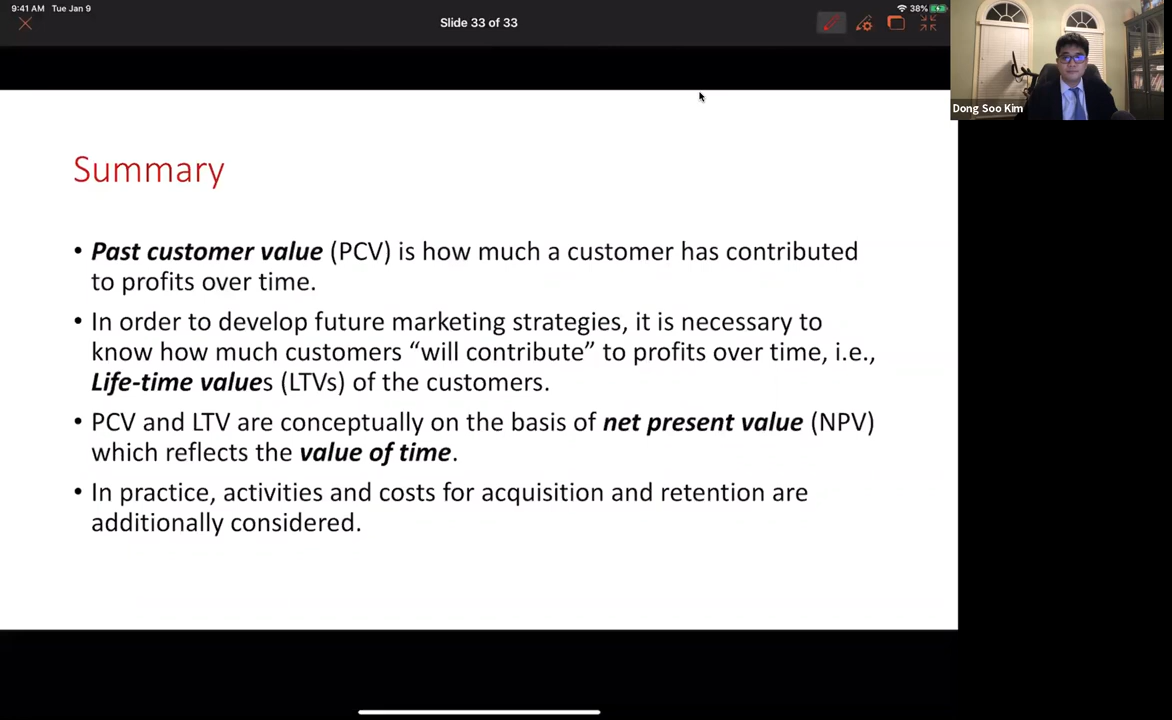 9:41 AM Tue Jan 9
38%
Slide 33 of 33
Dong Soo Kim
Summary
• Past customer value (PCV) is how much a customer has contributed
to profits over time.
• In order to develop future marketing strategies, it is necessary to
know how much customers “will contribute” to profits over time, i.e.,
Life-time values (LTVs) of the customers.
• PCV and LTV are conceptually on the basis of net present value (NPV)
which reflects the value of time.
• In practice, activities and costs for acquisition and retention are
additionally considered.